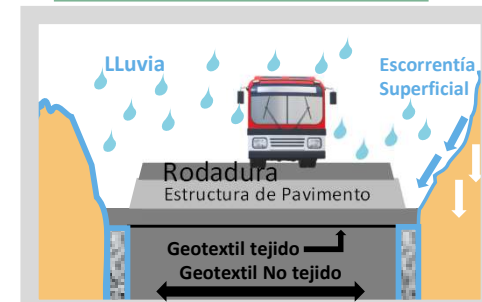 LLuvia
Escorrentía
Superficial
Rodadura
Estructura de Pavimento
Geotextil tejido
Geotextil No tejido